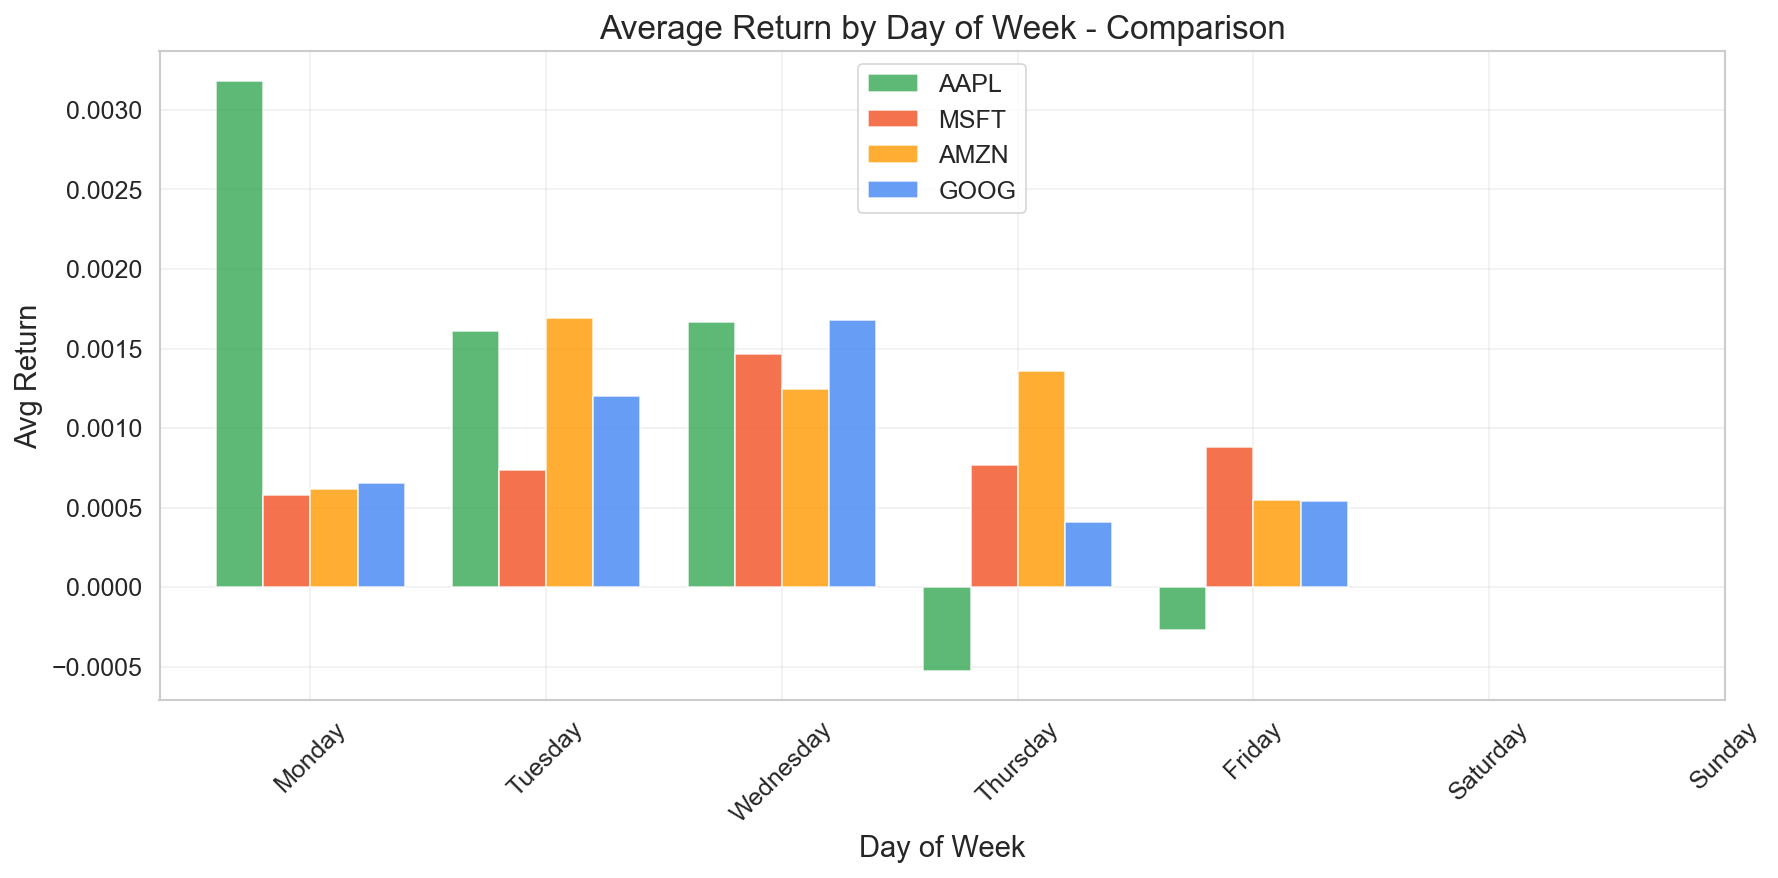 Average Return by Day of Week - Comparison
AAPL
MSFT
AMZN
GOOG
Avg Return
0.0030
0.0025
0.0020
0.0015
0.0010
0.0005
0.0000
−0.0005
Monday
Tuesday
Wednesday
Thursday
Friday
Saturday
Sunday
Day of Week